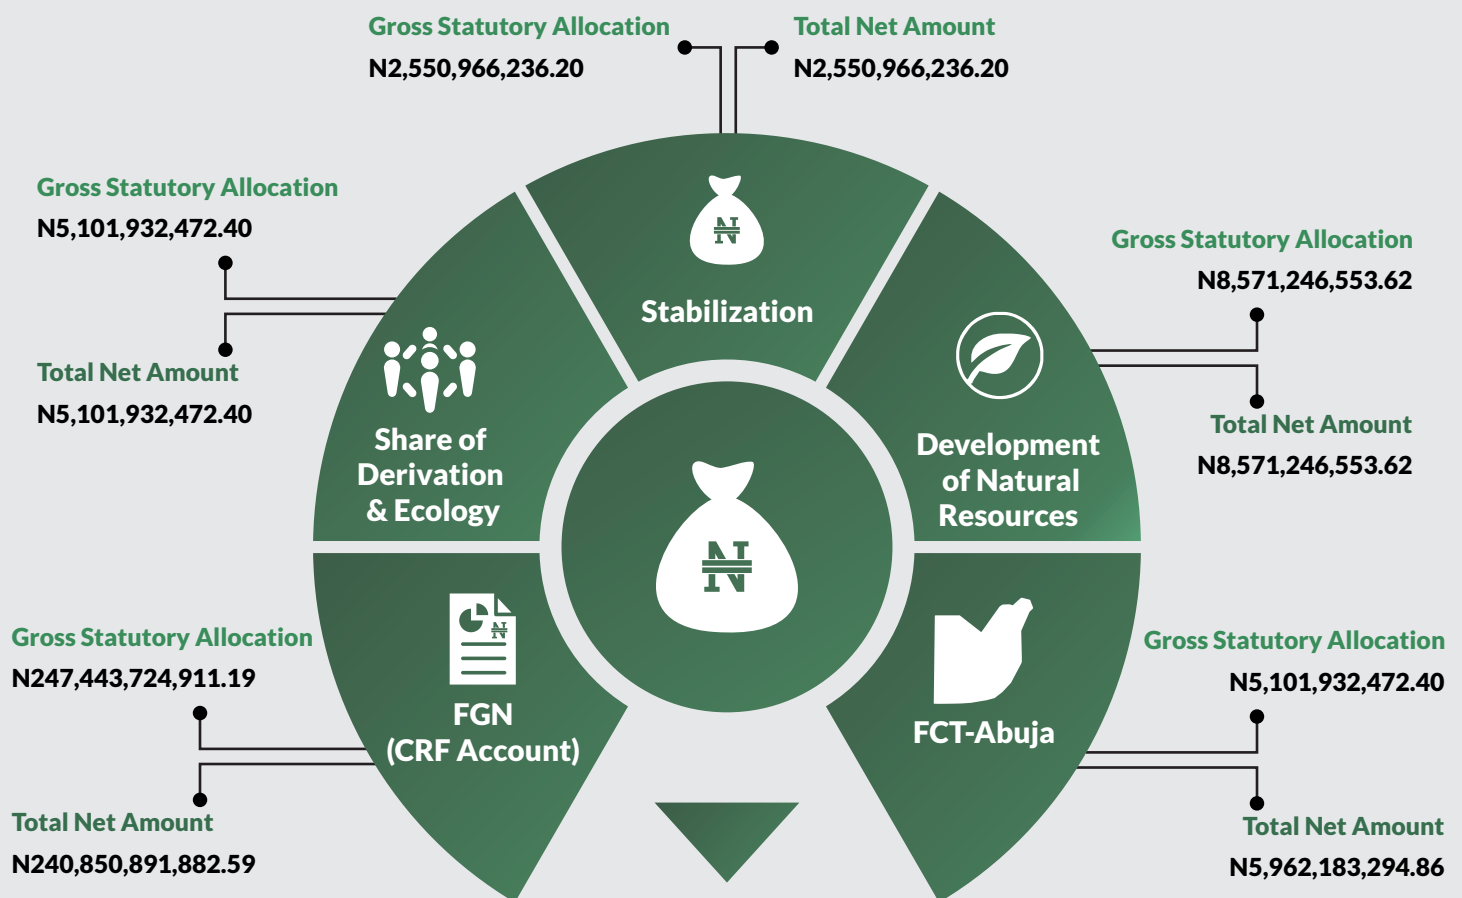 Gross Statutory Allocation
N2,550,966,236.20
Total Net Amount
N2,550,966,236.20
Gross Statutory Allocation
N5,101,932,472.40
Total Net Amount
N5,101,932,472.40
Share of
Derivation
& Ecology
Stabilization
Gross Statutory Allocation
N8,571,246,553.62
Total Net Amount
N8,571,246,553.62
Development
of Natural
Resources
Gross Statutory Allocation
N247,443,724,911.19
Total Net Amount
N240,850,891,882.59
FGN
(CRF Account)
FCT-Abuja
Gross Statutory Allocation
N5,101,932,472.40
Total Net Amount
N5,962,183,294.86
₦
₦
₦